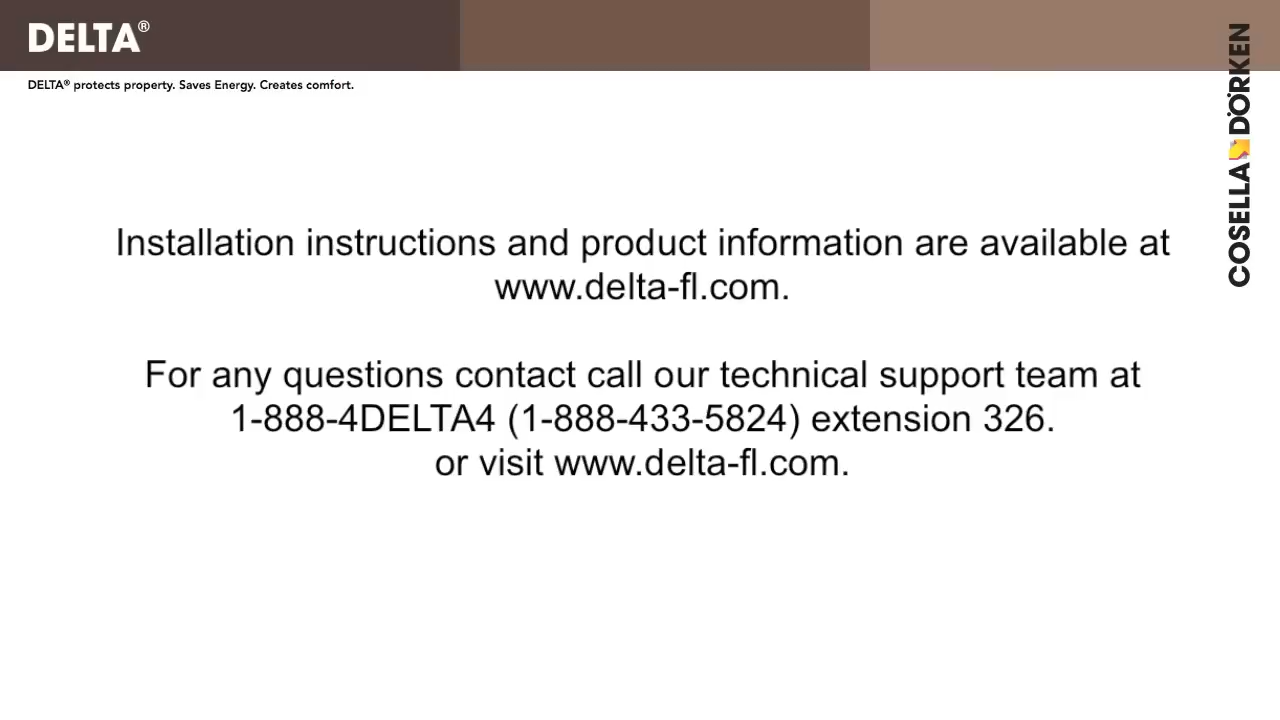 DELTA®
DELTA® protects property. Saves Energy. Creates comfort.
COSELLA DÖRKEN
Installation instructions and product information are available at
www.delta-fl.com.
For any questions contact call our technical support team at
1-888-4DELTA4 (1-888-433-5824) extension 326.
or visit www.delta-fl.com.